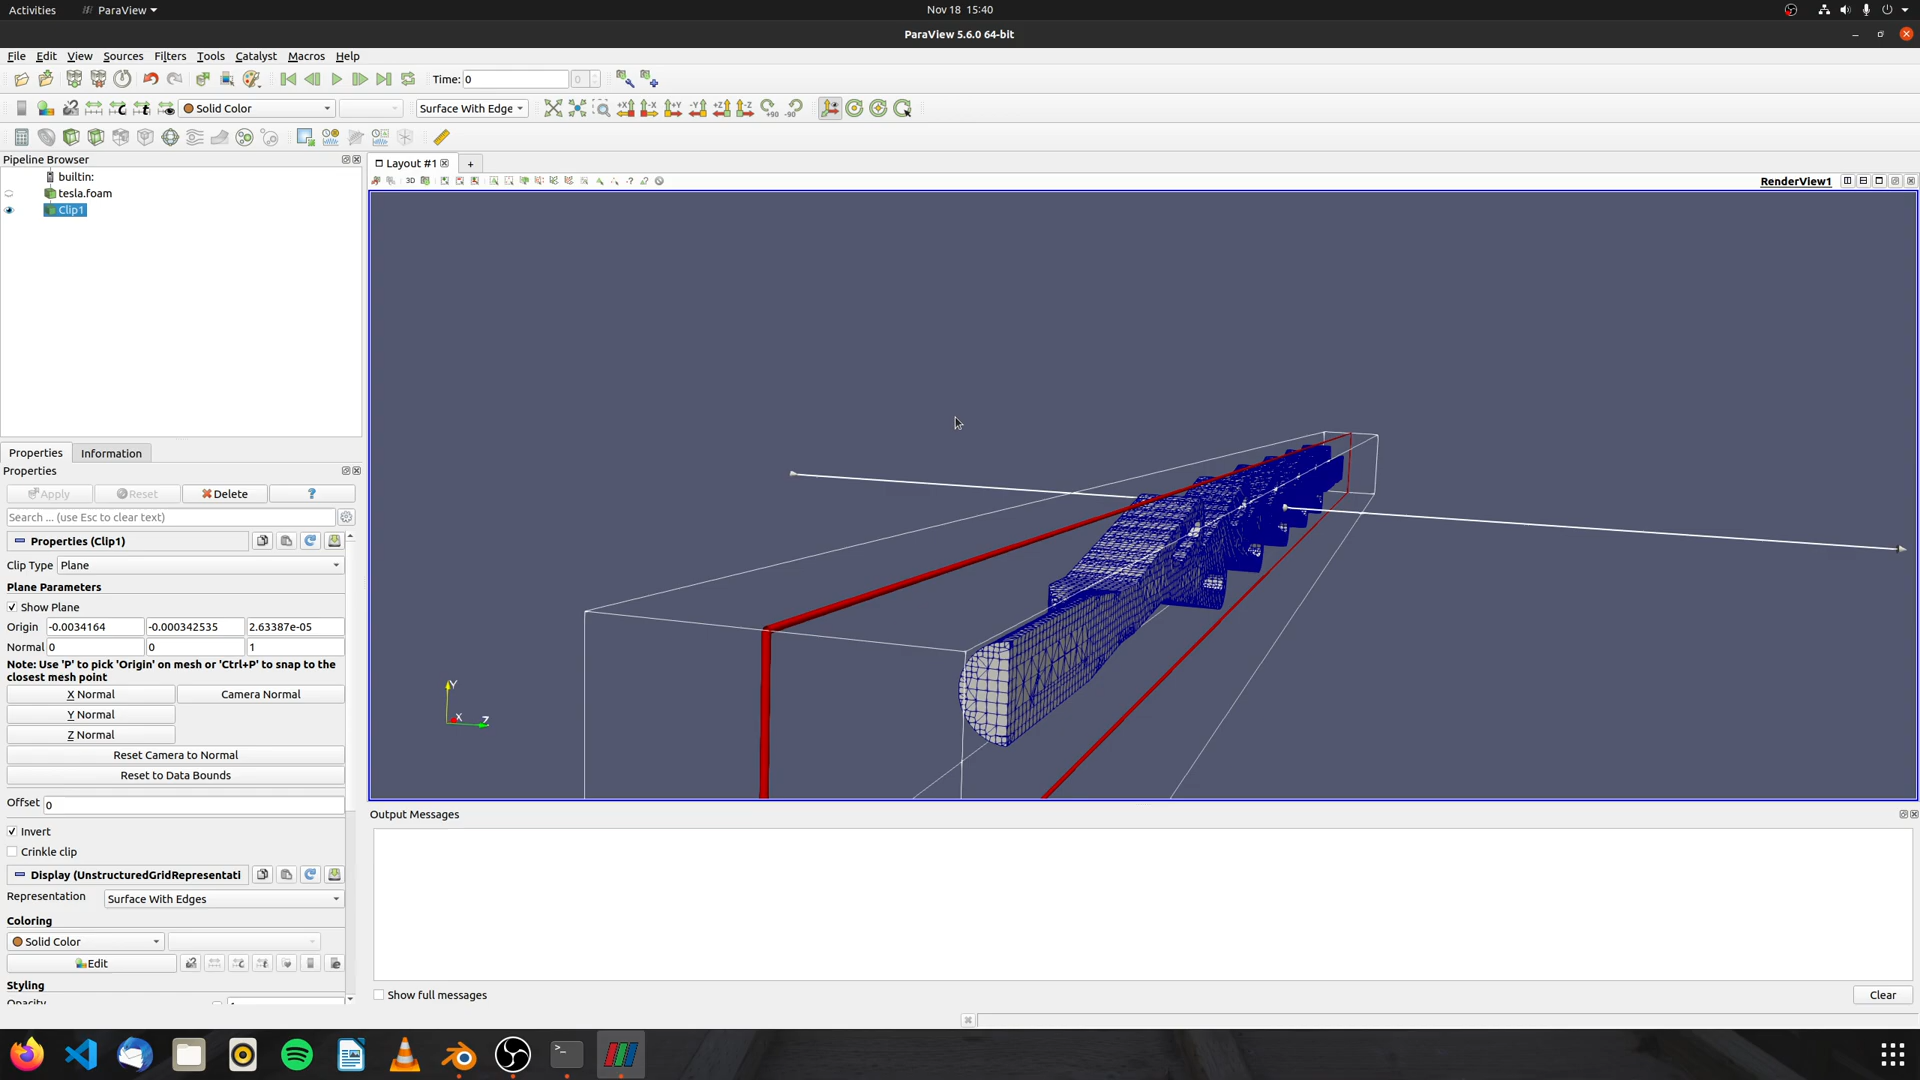 Activities
ParaView
Nov 18 15:40
ParaView 5.6.0 64-bit
File Edit View Sources Filters Tools Catalyst Macros Help
Time: 0
0
Solid Color
Surface With Edge
+X -X +Y -Y +Z -Z +90 -90
Pipeline Browser
builtin:
tesla.foam
Clip1
Layout #1
+
3D
RenderView1
Y
X
Z
Properties Information
Properties
Apply Reset Delete ?
Search ... (use Esc to clear text)
Properties (Clip1)
Clip Type Plane
Plane Parameters
Show Plane
Origin -0.0034164 -0.000342535 2.63387e-05
Normal 0 0 1
Note: Use 'P' to pick 'Origin' on mesh or 'Ctrl+P' to snap to the
closest mesh point
X Normal Camera Normal
Y Normal
Z Normal
Reset Camera to Normal
Reset to Data Bounds
Offset 0
Invert
Crinkle clip
Display (UnstructuredGridRepresentati
Representation Surface With Edges
Coloring
Solid Color
Edit
Styling
Opacity
Output Messages
Show full messages
Clear